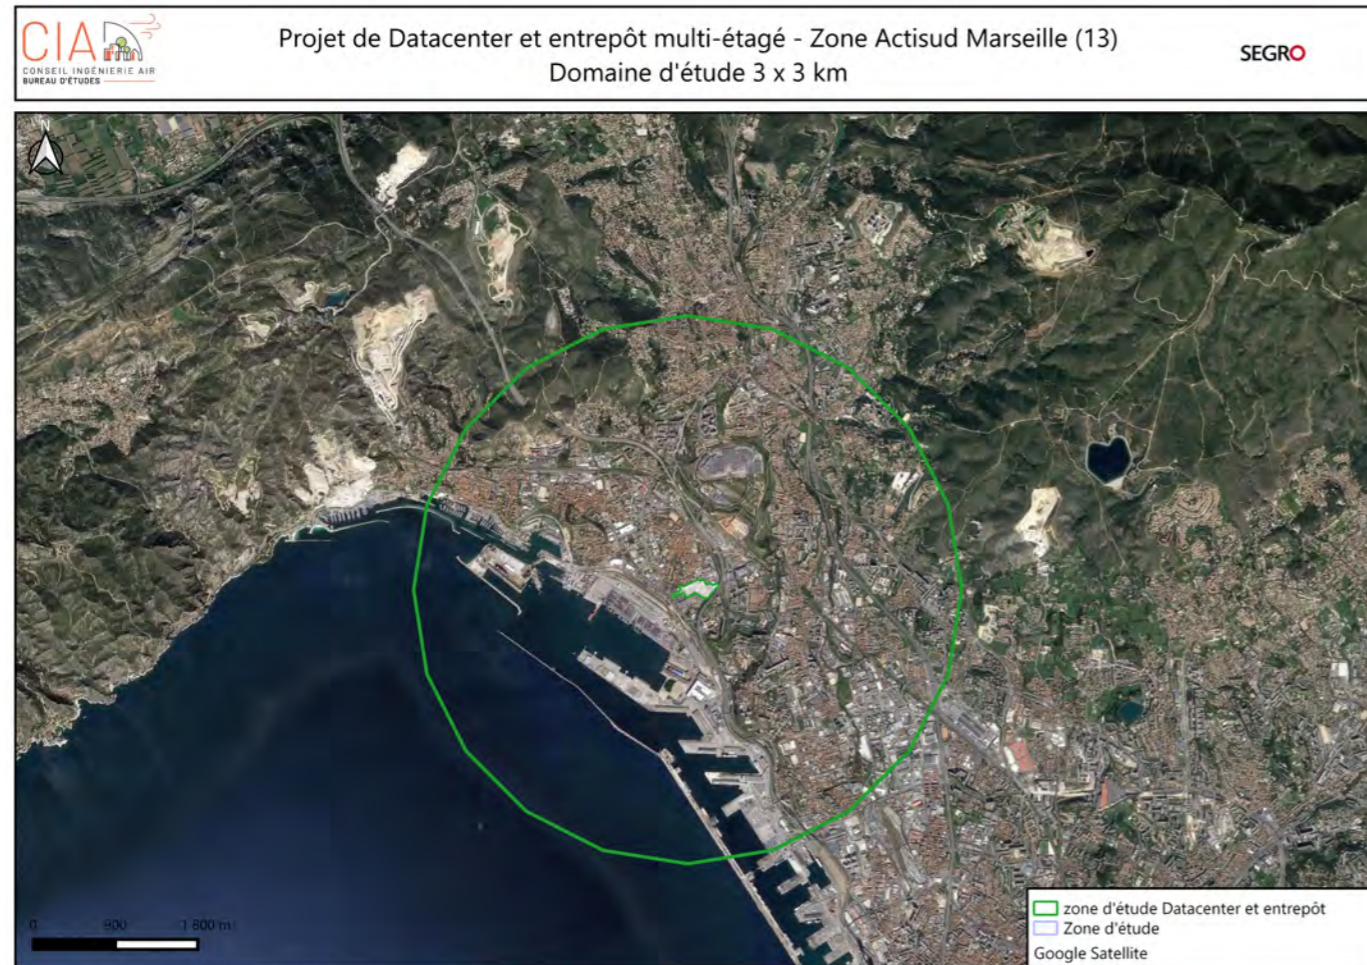 CIA
CONSEIL INGÉNIERIE AIR
BUREAU D'ÉTUDES
Projet de Datacenter et entrepôt multi-étagé - Zone Actisud Marseille (13)
Domaine d'étude 3 x 3 km
SEGRO
N
0 900 1 800 m
zone d'étude Datacenter et entrepôt
Zone d'étude
Google Satellite